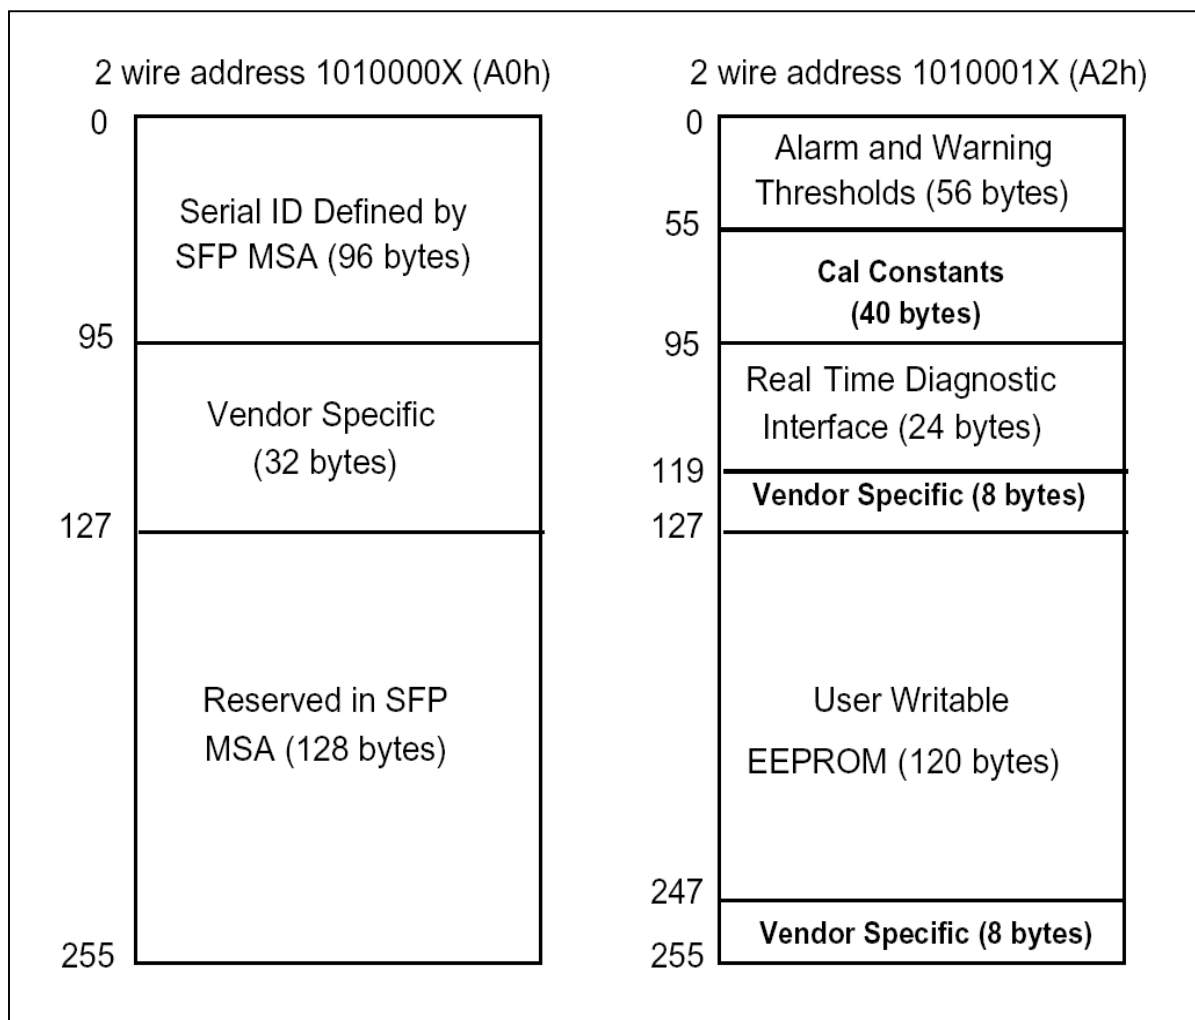 2 wire address 1010000X (A0h)
0
Serial ID Defined by
SFP MSA (96 bytes)
95
Vendor Specific
(32 bytes)
127
Reserved in SFP
MSA (128 bytes)
255
2 wire address 1010001X (A2h)
0
Alarm and Warning
Thresholds (56 bytes)
55
Cal Constants
(40 bytes)
95
Real Time Diagnostic
Interface (24 bytes)
119
Vendor Specific (8 bytes)
127
User Writable
EEPROM (120 bytes)
247
Vendor Specific (8 bytes)
255